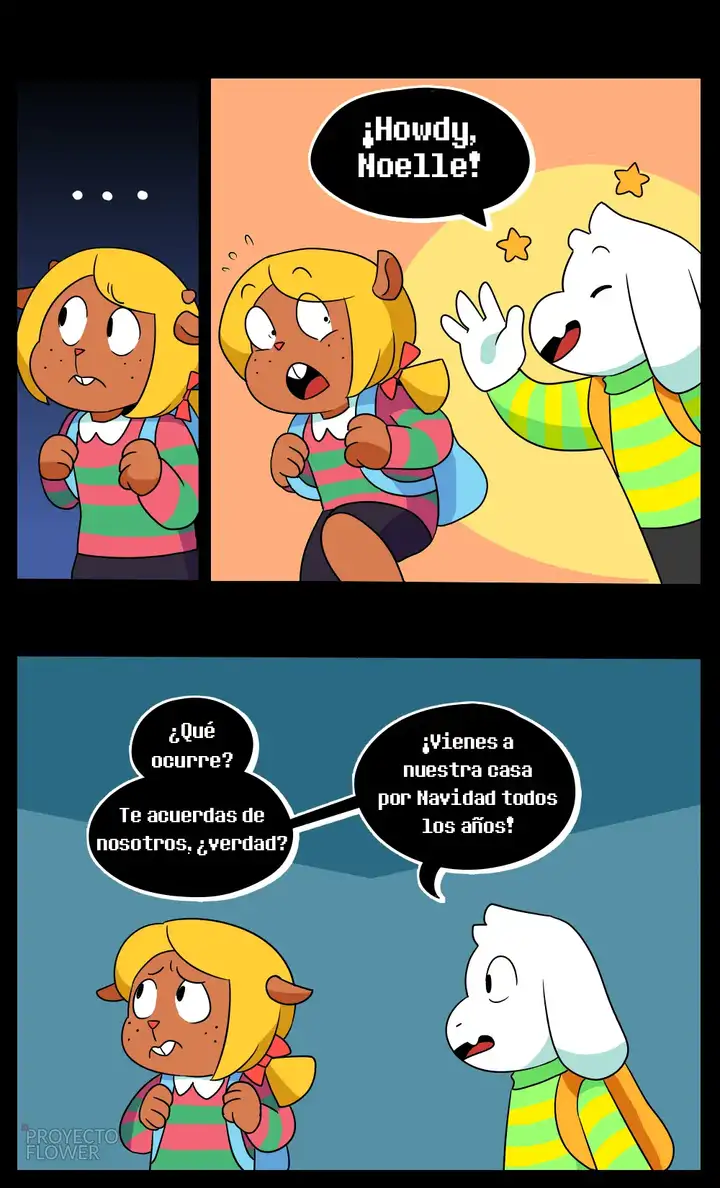 ...
¡Howdy,
Noelle!
¿Qué
ocurre?
Te acuerdas de
nosotros, ¿verdad?
¡Vienes a
nuestra casa
por Navidad todos
los años!
PROYECTO
FLOWER